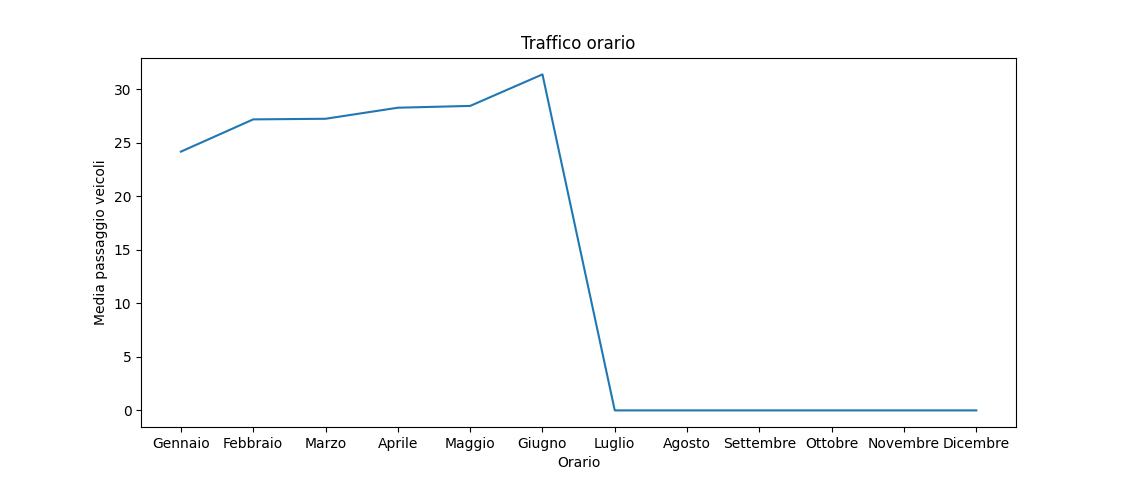 Traffico orario
Media passaggio veicoli
30
25
20
15
10
5
0
Gennaio Febbraio Marzo Aprile Maggio Giugno Luglio Agosto Settembre Ottobre Novembre Dicembre
Orario